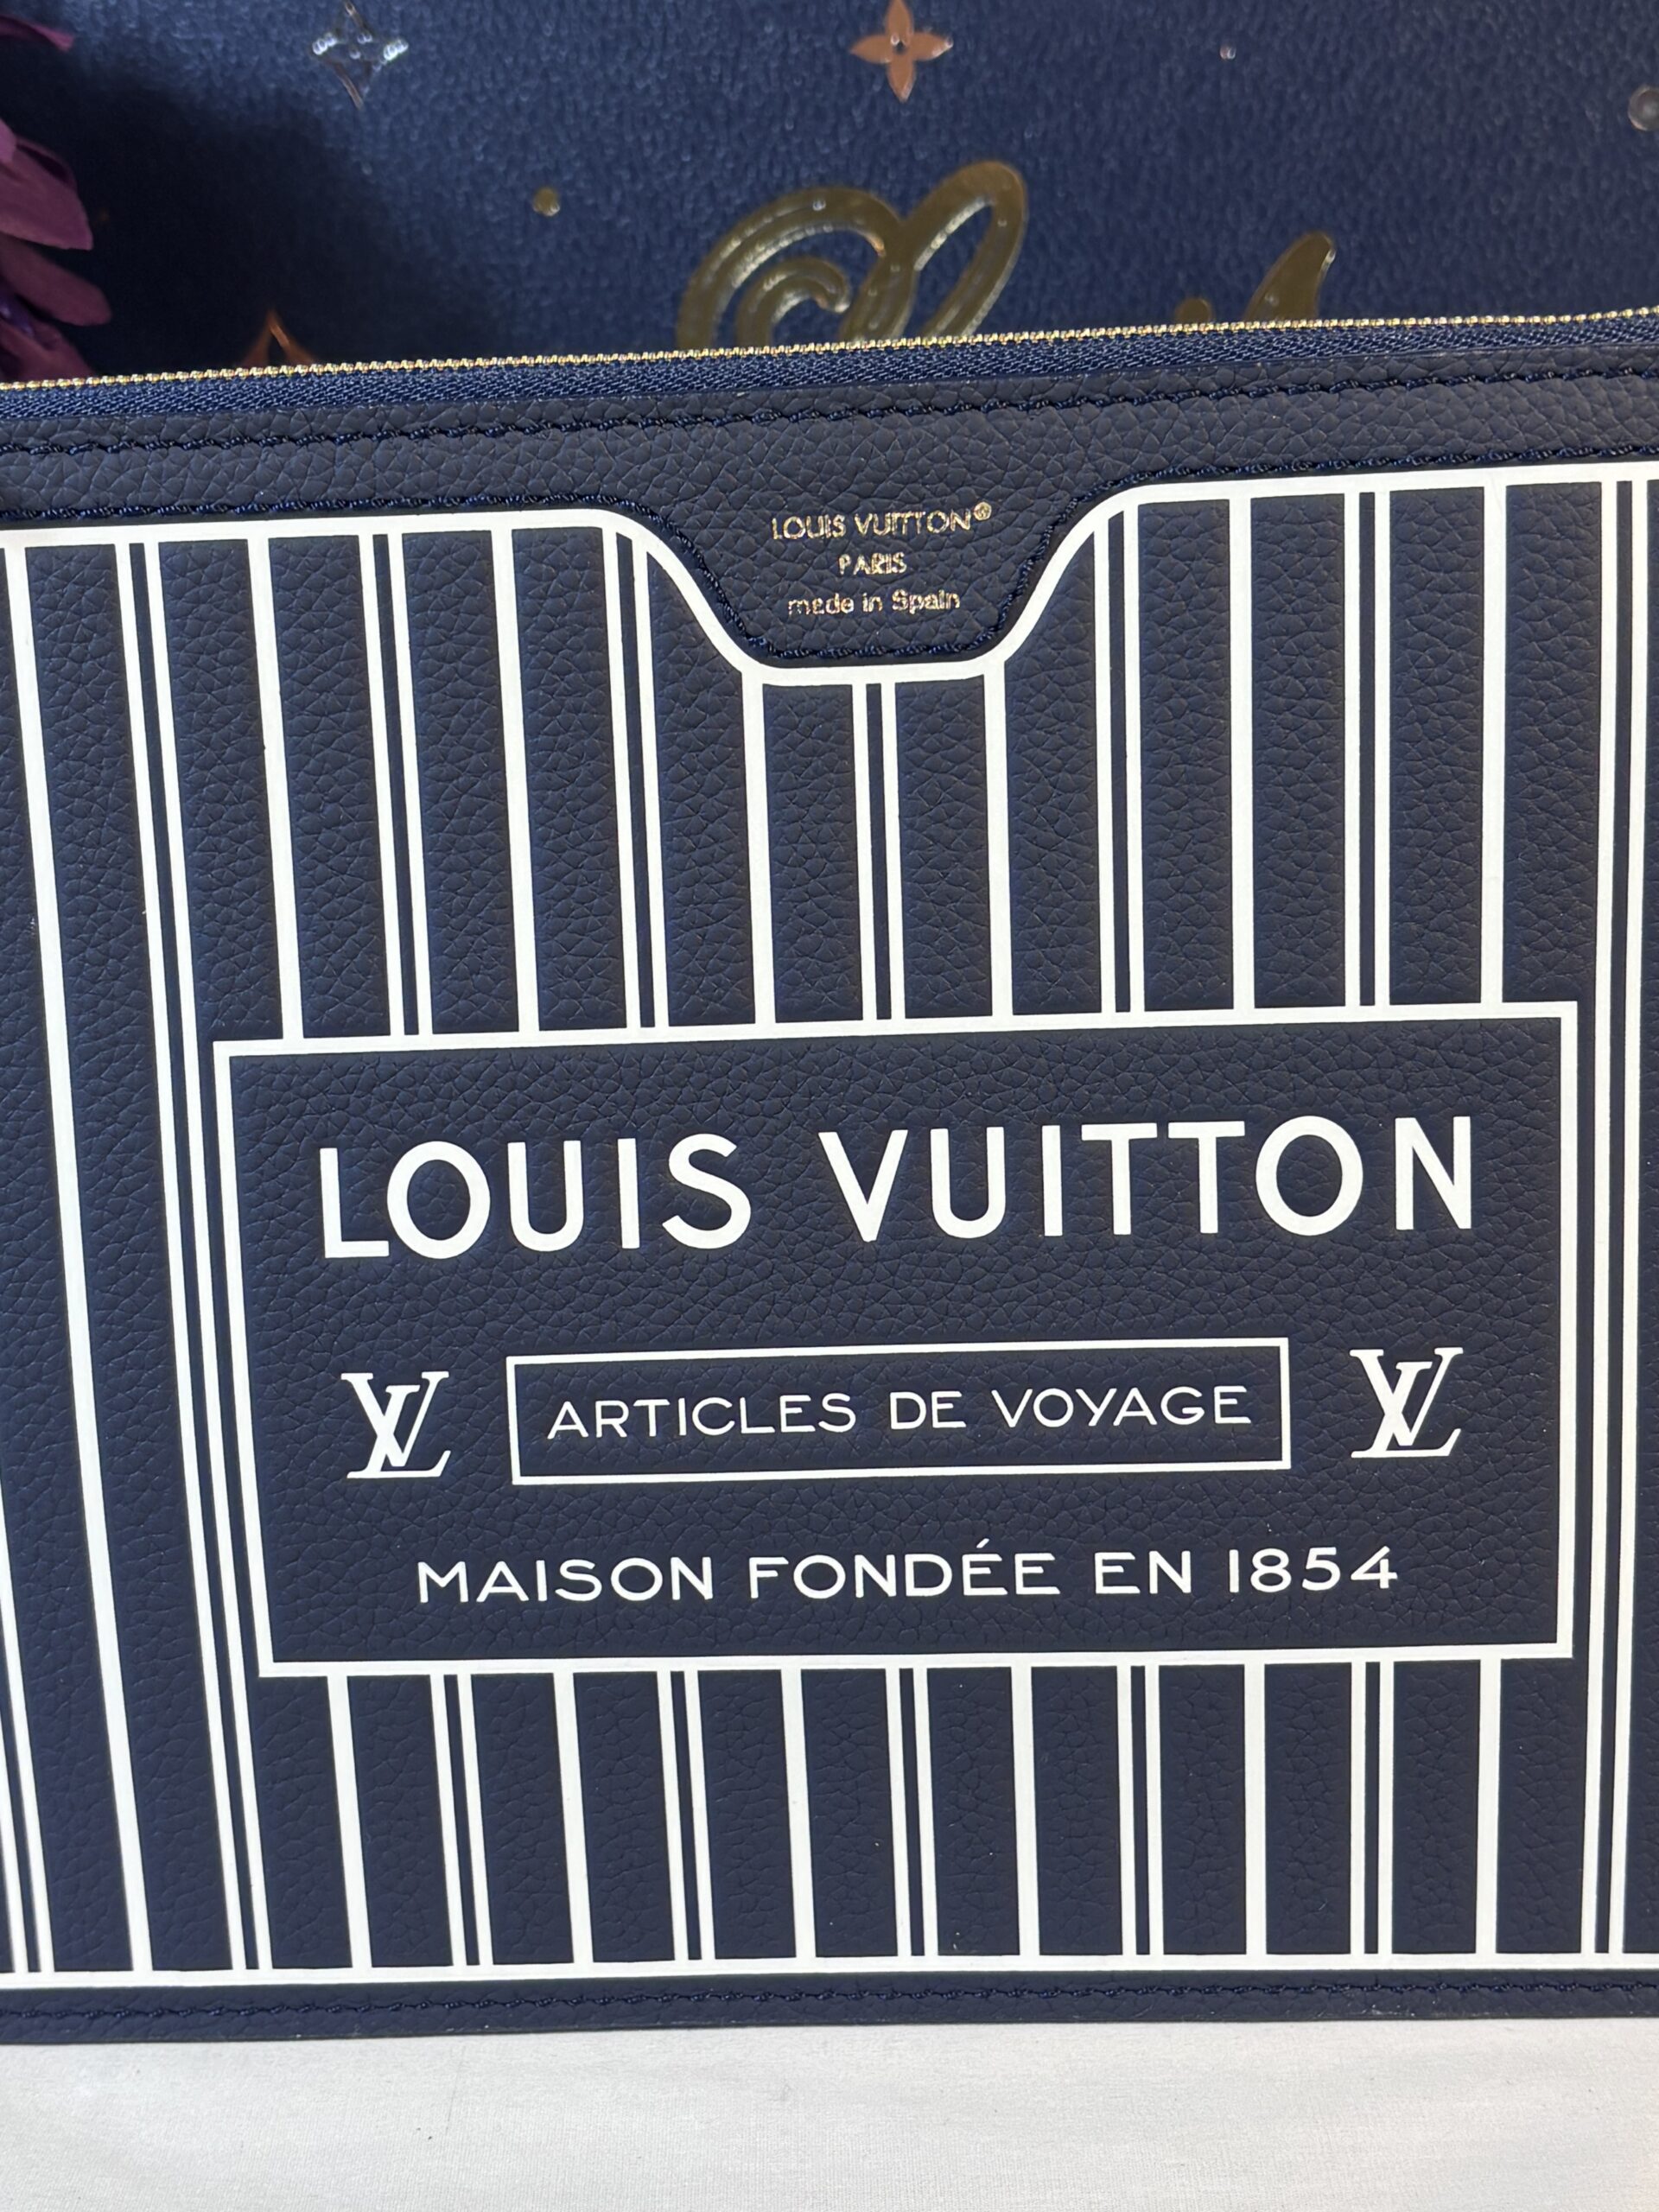 LOUIS VUITTON®
PARIS
made in Spain
LOUIS VUITTON
LV ARTICLES DE VOYAGE LV
MAISON FONDÉE EN 1854